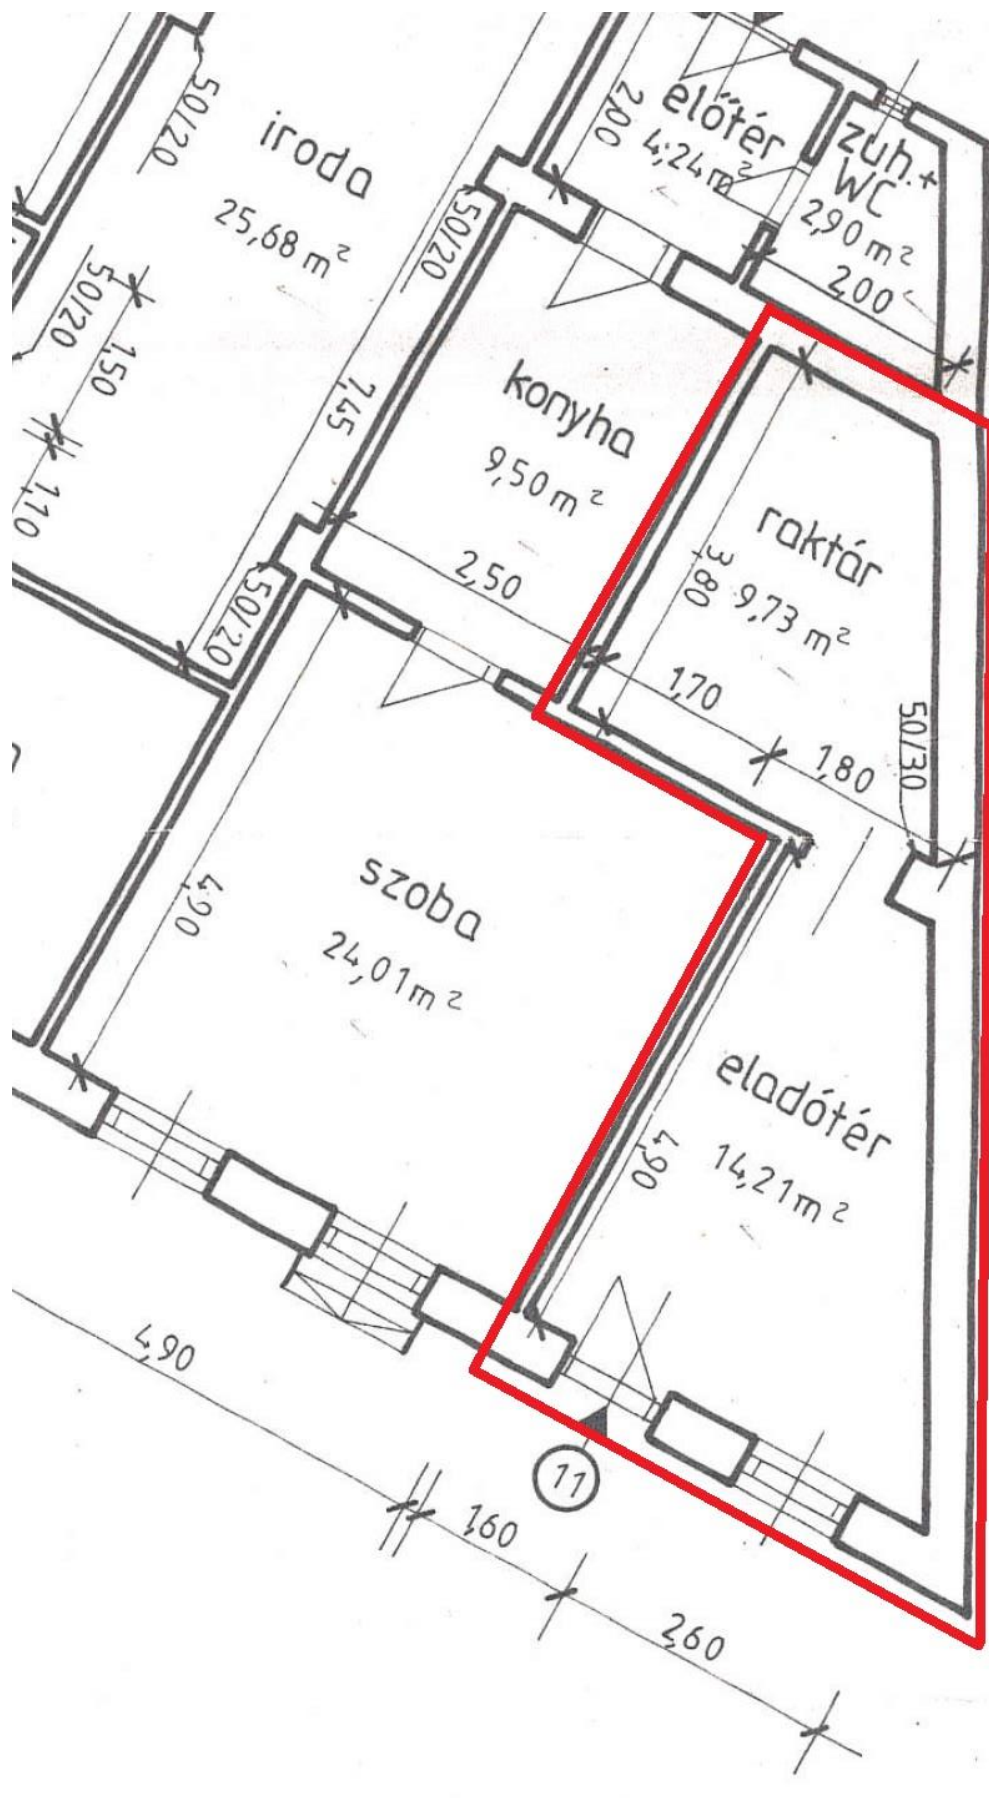 50/20
iroda
25,68 m²
50/20
1,50
1,10
2,00
előtér
4,24 m²
zuh.+
WC
2,90 m²
2,00
50/20
7,45
konyha
9,50 m²
2,50
50/20
raktár
9,73 m²
3,80
1,70
1,80
50/30
szoba
24,01 m²
4,90
eladótér
14,21 m²
4,90
4,90
11
1,60
2,60